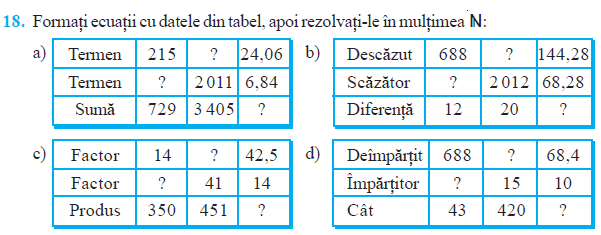 18. Formați ecuații cu datele din tabel, apoi rezolvați-le în mulțimea ℕ:
a) Termen 215 ? 24,06
Termen ? 2 011 6,84
Sumă 729 3 405 ?
b) Descăzut 688 ? 144,28
Scăzător ? 2 012 68,28
Diferență 12 20 ?
c) Factor 14 ? 42,5
Factor ? 41 14
Produs 350 451 ?
d) Deîmpărțit 688 ? 68,4
Împărțitor ? 15 10
Cât 43 420 ?